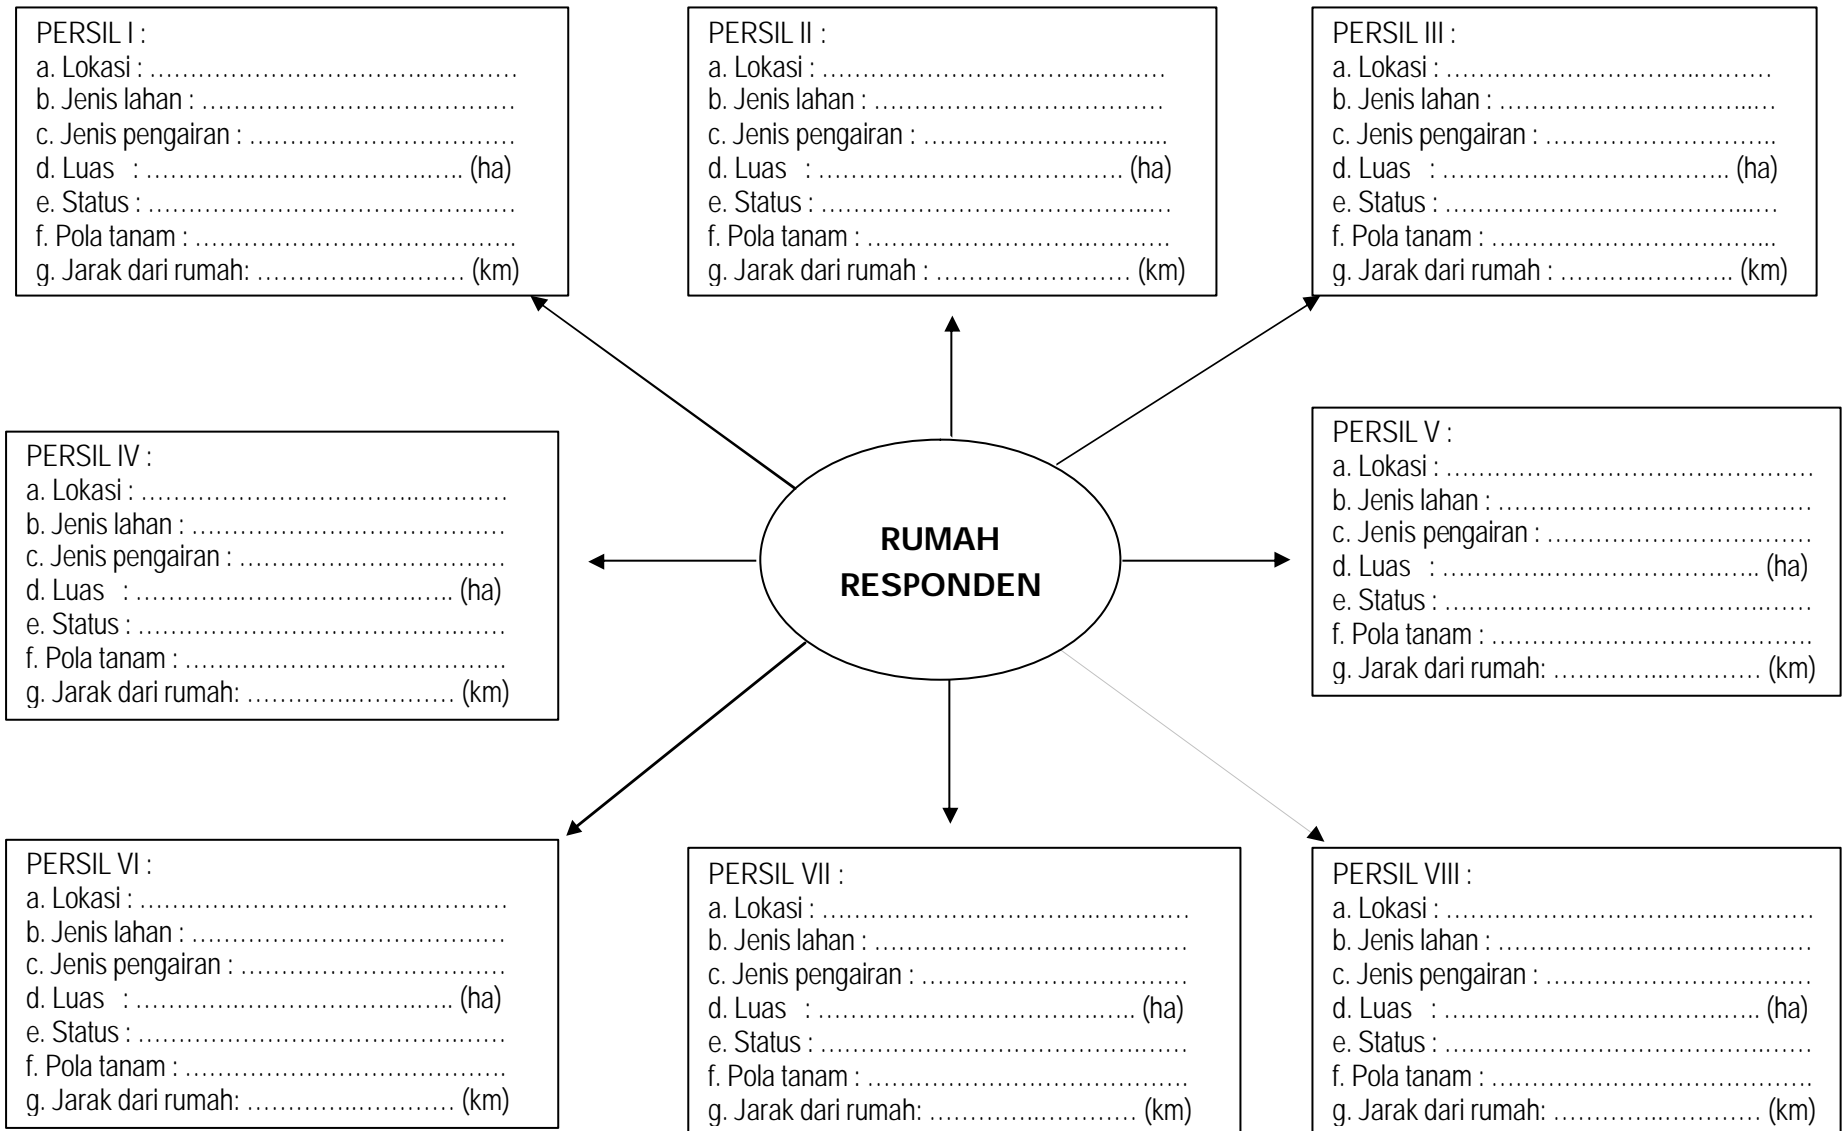 PERSIL I :
a. Lokasi : ……………………………..…………
b. Jenis lahan : …………………………………
c. Jenis pengairan : ……………………………
d. Luas : …………..………………….….. (ha)
e. Status : ………………………………….……
f. Pola tanam : ………………………………….
g. Jarak dari rumah: …………..………… (km)
PERSIL II :
a. Lokasi : ……………………………..………
b. Jenis lahan : ………………………………
c. Jenis pengairan : ……………………….....
d. Luas : …………..…………………… (ha)
e. Status : …………………………………..…
f. Pola tanam : ………………………..……..
g. Jarak dari rumah : …………………… (km)
PERSIL III :
a. Lokasi : …………………………...………
b. Jenis lahan : …………………………...…
c. Jenis pengairan : ………………………..
d. Luas : …………..………………….. (ha)
e. Status : ………………………………...…
f. Pola tanam : …………………………....
g. Jarak dari rumah : ………..……….. (km)
PERSIL IV :
a. Lokasi : ……………………………..…………
b. Jenis lahan : …………………………………
c. Jenis pengairan : ……………………………
d. Luas : …………..………………….….. (ha)
e. Status : ………………………………….……
f. Pola tanam : ………………………………….
g. Jarak dari rumah: …………..………… (km)
RUMAH
RESPONDEN
PERSIL V :
a. Lokasi : ……………………………..…………
b. Jenis lahan : …………………………………
c. Jenis pengairan : ……………………………
d. Luas : …………..………………….….. (ha)
e. Status : ………………………………….……
f. Pola tanam : ………………………………….
g. Jarak dari rumah: …………..………… (km)
PERSIL VI :
a. Lokasi : ……………………………..…………
b. Jenis lahan : …………………………………
c. Jenis pengairan : ……………………………
d. Luas : …………..………………….….. (ha)
e. Status : ………………………………….……
f. Pola tanam : ………………………………….
g. Jarak dari rumah: …………..………… (km)
PERSIL VII :
a. Lokasi : ……………………………..…………
b. Jenis lahan : …………………………………
c. Jenis pengairan : ……………………………
d. Luas : …………..………………….….. (ha)
e. Status : ………………………………….……
f. Pola tanam : ………………………………….
g. Jarak dari rumah: …………..………… (km)
PERSIL VIII :
a. Lokasi : ……………………………..…………
b. Jenis lahan : …………………………………
c. Jenis pengairan : ……………………………
d. Luas : …………..………………….….. (ha)
e. Status : ………………………………….……
f. Pola tanam : ………………………………….
g. Jarak dari rumah: …………..………… (km)